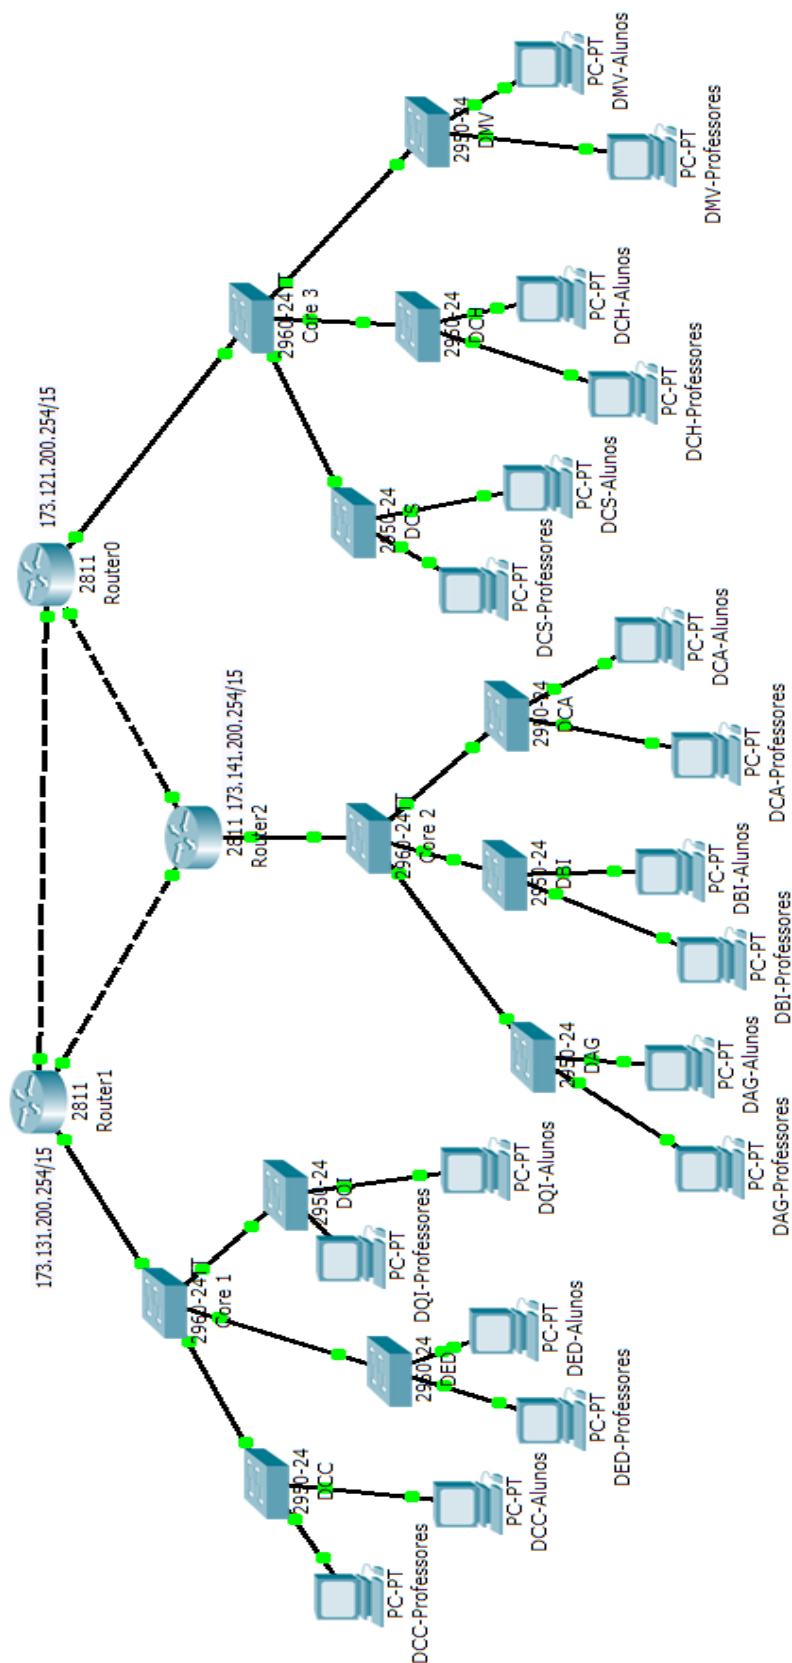 173.131.200.254/15
2811
Router1
173.121.200.254/15
2811
Router0
2811 173.141.200.254/15
Router2
2960-24TT
Core 1
2960-24TT
Core 2
2960-24TT
Core 3
2950-24
DCC
2950-24
DED
2950-24
DQI
2950-24
DAG
2950-24
DBI
2950-24
DCA
2950-24
DCS
2950-24
DCH
2950-24
DMV
PC-PT
DCC-Professores
PC-PT
DCC-Alunos
PC-PT
DED-Professores
PC-PT
DED-Alunos
PC-PT
DQI-Professores
PC-PT
DQI-Alunos
PC-PT
DAG-Professores
PC-PT
DAG-Alunos
PC-PT
DBI-Professores
PC-PT
DBI-Alunos
PC-PT
DCA-Professores
PC-PT
DCA-Alunos
PC-PT
DCS-Professores
PC-PT
DCS-Alunos
PC-PT
DCH-Professores
PC-PT
DCH-Alunos
PC-PT
DMV-Professores
PC-PT
DMV-Alunos